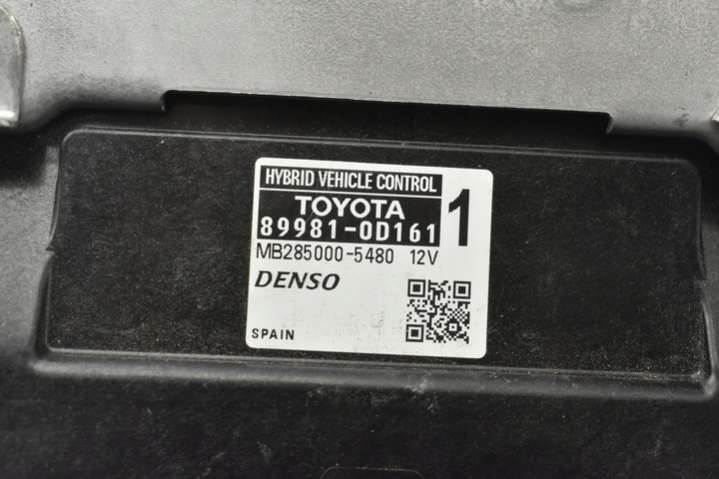 HYBRID VEHICLE CONTROL
TOYOTA
89981-0D161
1
MB285000-5480 12V
DENSO
SPAIN